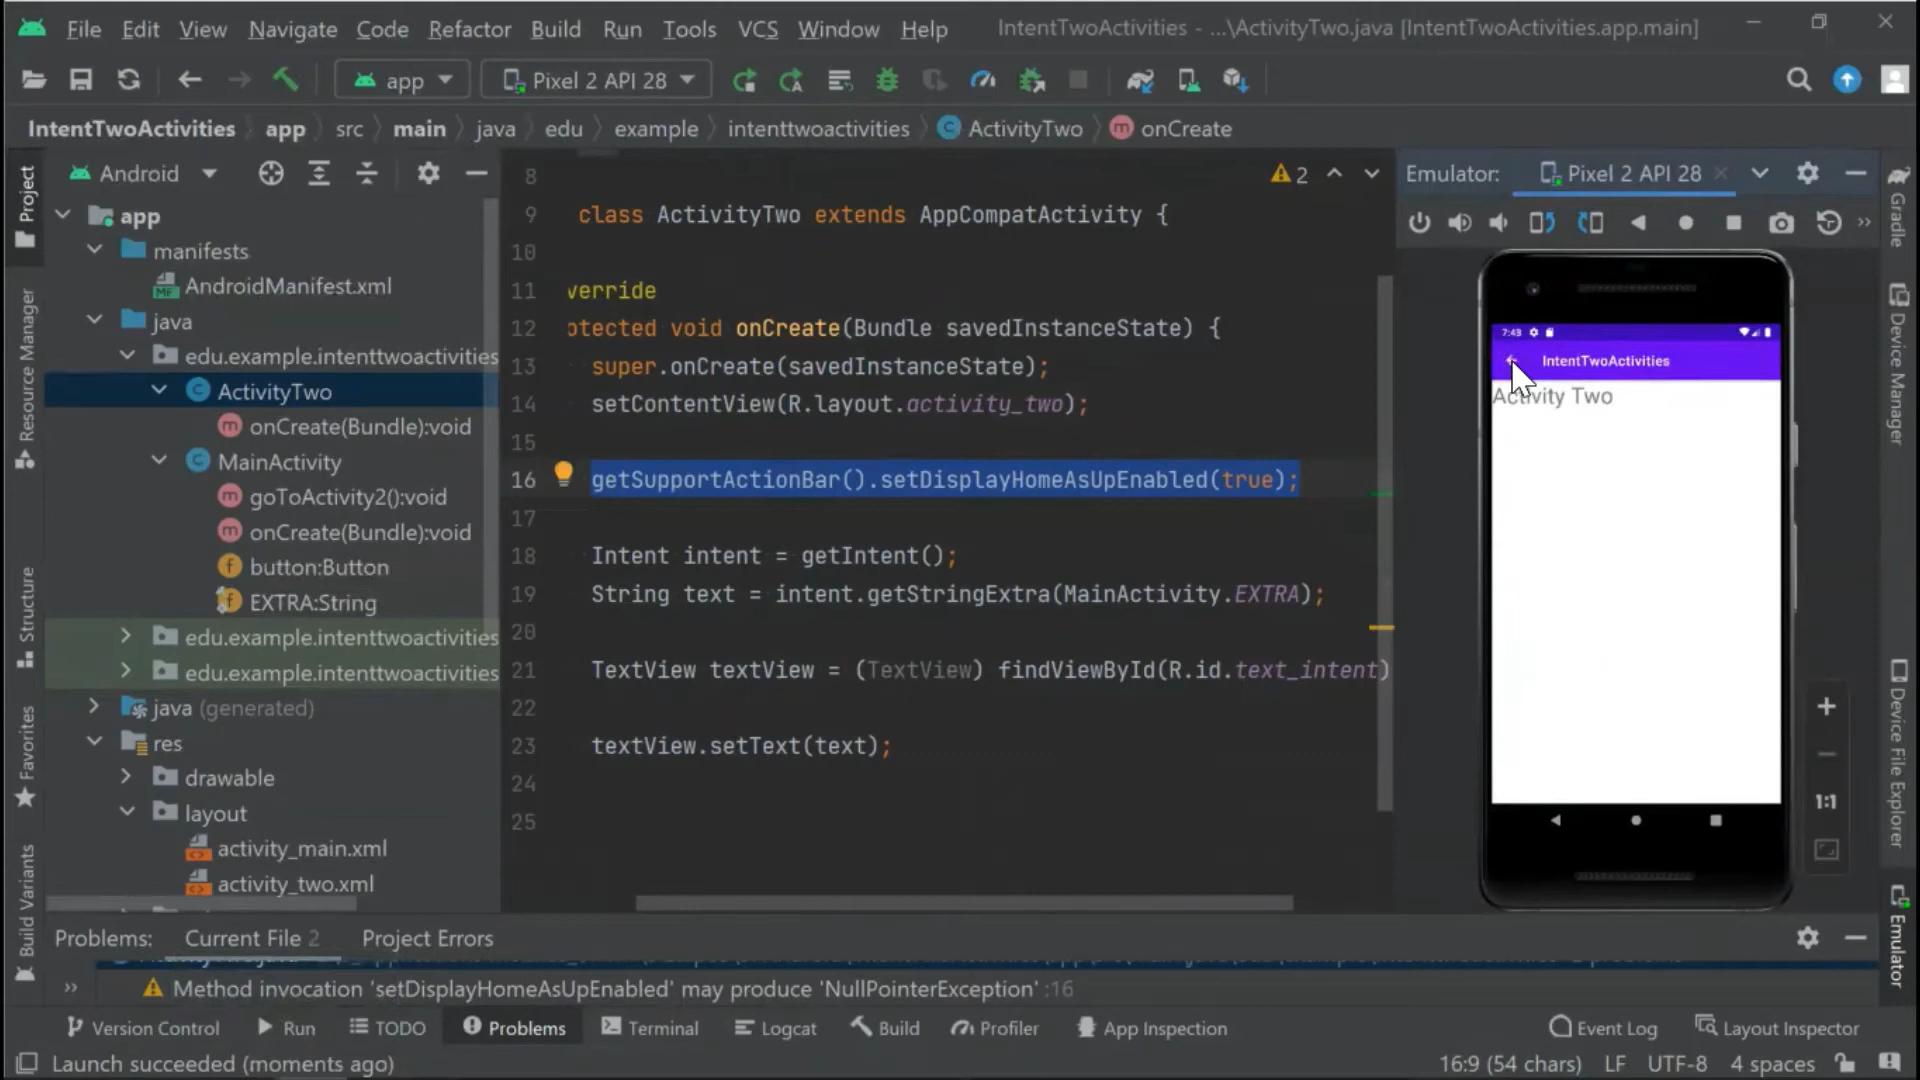 File Edit View Navigate Code Refactor Build Run Tools VCS Window Help IntentTwoActivities - ...\ActivityTwo.java [IntentTwoActivities.app.main]
app Pixel 2 API 28
IntentTwoActivities app src main java edu example intenttwoactivities C ActivityTwo m onCreate
Project
Resource Manager
Structure
Favorites
Build Variants
Android
app
manifests
MF AndroidManifest.xml
java
edu.example.intenttwoactivities
C ActivityTwo
m onCreate(Bundle):void
C MainActivity
m goToActivity2():void
m onCreate(Bundle):void
f button:Button
f EXTRA:String
edu.example.intenttwoactivities
edu.example.intenttwoactivities
java (generated)
res
drawable
layout
activity_main.xml
activity_two.xml
2
8
9 class ActivityTwo extends AppCompatActivity {
10
11 verride
12 otected void onCreate(Bundle savedInstanceState) {
13 super.onCreate(savedInstanceState);
14 setContentView(R.layout.activity_two);
15
16 getSupportActionBar().setDisplayHomeAsUpEnabled(true);
17
18 Intent intent = getIntent();
19 String text = intent.getStringExtra(MainActivity.EXTRA);
20
21 TextView textView = (TextView) findViewById(R.id.text_intent)
22
23 textView.setText(text);
24
25
Emulator: Pixel 2 API 28
7:43
IntentTwoActivities
Activity Two
1:1
Gradle
Device Manager
Device File Explorer
Emulator
Problems: Current File 2 Project Errors
Method invocation 'setDisplayHomeAsUpEnabled' may produce 'NullPointerException' :16
Version Control Run TODO Problems Terminal Logcat Build Profiler App Inspection Event Log Layout Inspector
Launch succeeded (moments ago) 16:9 (54 chars) LF UTF-8 4 spaces